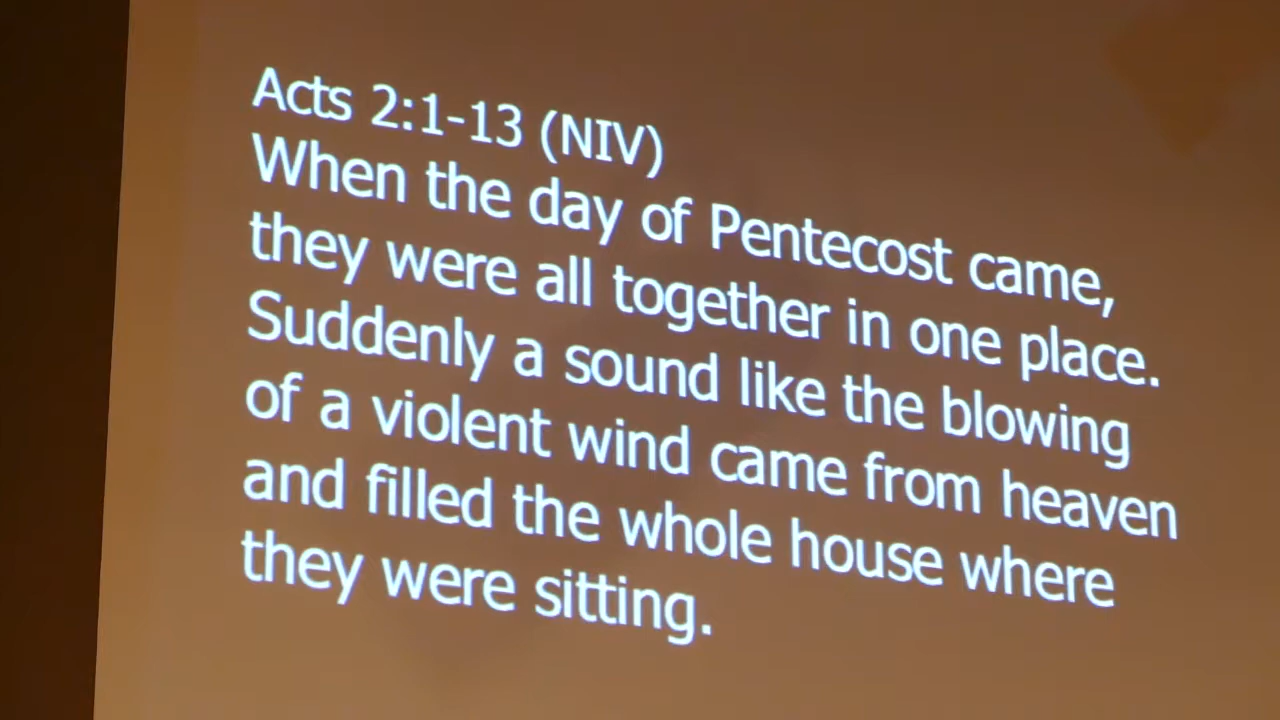 Acts 2:1-13 (NIV)
When the day of Pentecost came,
they were all together in one place.
Suddenly a sound like the blowing
of a violent wind came from heaven
and filled the whole house where
they were sitting.